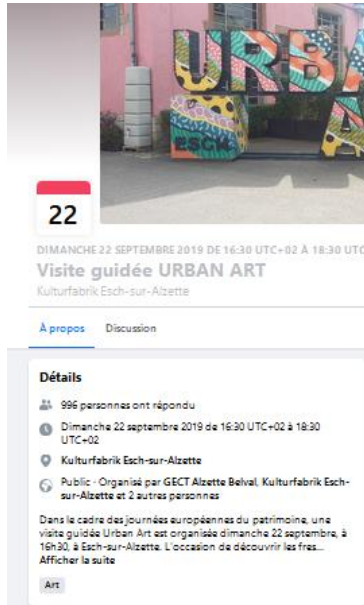 URBA
A
ESCH
22
DIMANCHE 22 SEPTEMBRE 2019 DE 16:30 UTC+02 À 18:30 UTC
Visite guidée URBAN ART
Kulturfabrik Esch-sur-Alzette
À propos Discussion
Détails
996 personnes ont répondu
Dimanche 22 septembre 2019 de 16:30 UTC+02 à 18:30
UTC+02
Kulturfabrik Esch-sur-Alzette
Public · Organisé par GECT Alzette Belval, Kulturfabrik Esch-
sur-Alzette et 2 autres personnes
Dans le cadre des journées européennes du patrimoine, une
visite guidée Urban Art est organisée dimanche 22 septembre, à
16h30, à Esch-sur-Alzette. L'occasion de découvrir les fres...
Afficher la suite
Art